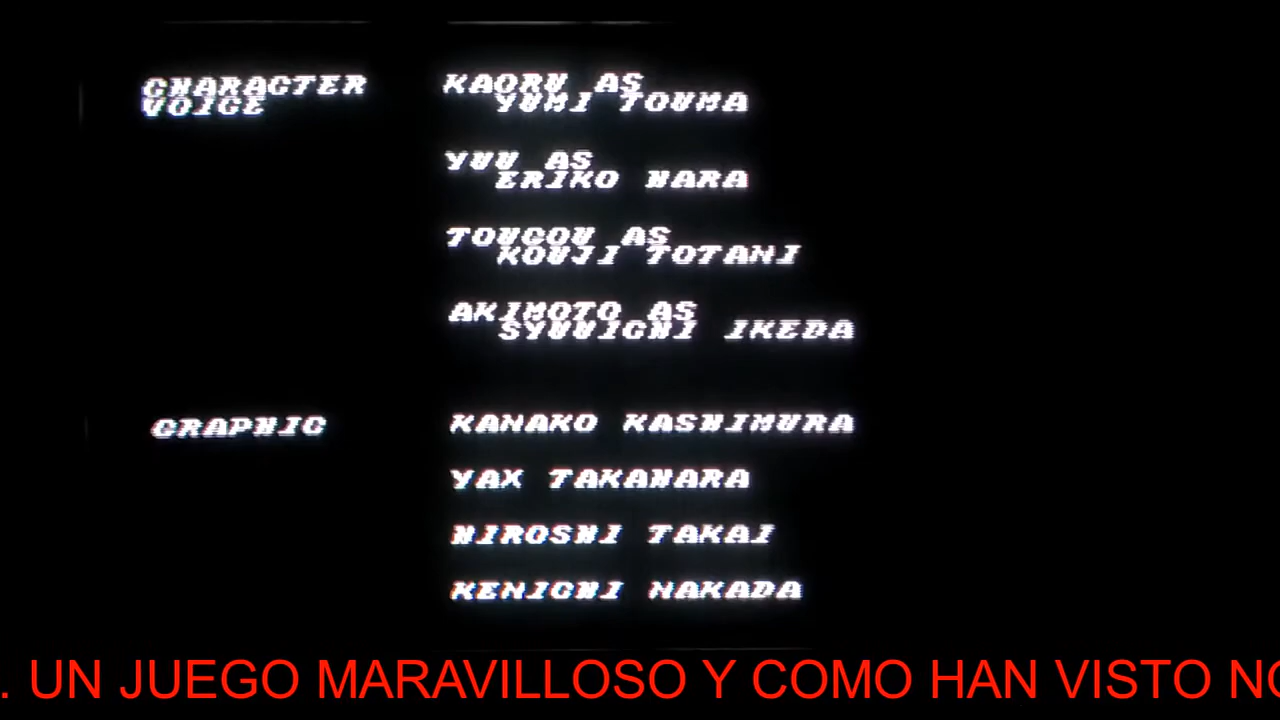 CHARACTER KAORU AS
VOICE YUMI TOUMA
YUU AS
ERIKO HARA
TOUGOU AS
KOUJI TOTANI
AKIMOTO AS
SYUUICHI IKEDA
GRAPHIC KANAKO KASHIMURA
YAX TAKAHARA
HIROSHI TAKAI
KENICHI NAKADA
. UN JUEGO MARAVILLOSO Y COMO HAN VISTO